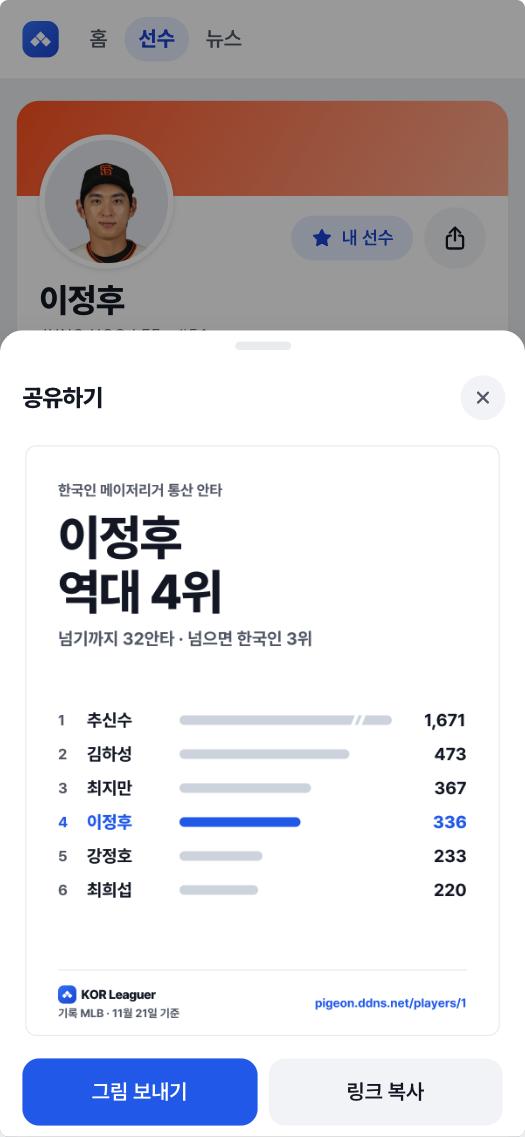 홈 선수 뉴스
내 선수
이정후
공유하기
한국인 메이저리거 통산 안타
이정후
역대 4위
넘기까지 32안타 · 넘으면 한국인 3위
1 추신수 1,671
2 김하성 473
3 최지만 367
4 이정후 336
5 강정호 233
6 최희섭 220
KOR Leaguer
기록 MLB · 11월 21일 기준
pigeon.ddns.net/players/1
그림 보내기 링크 복사